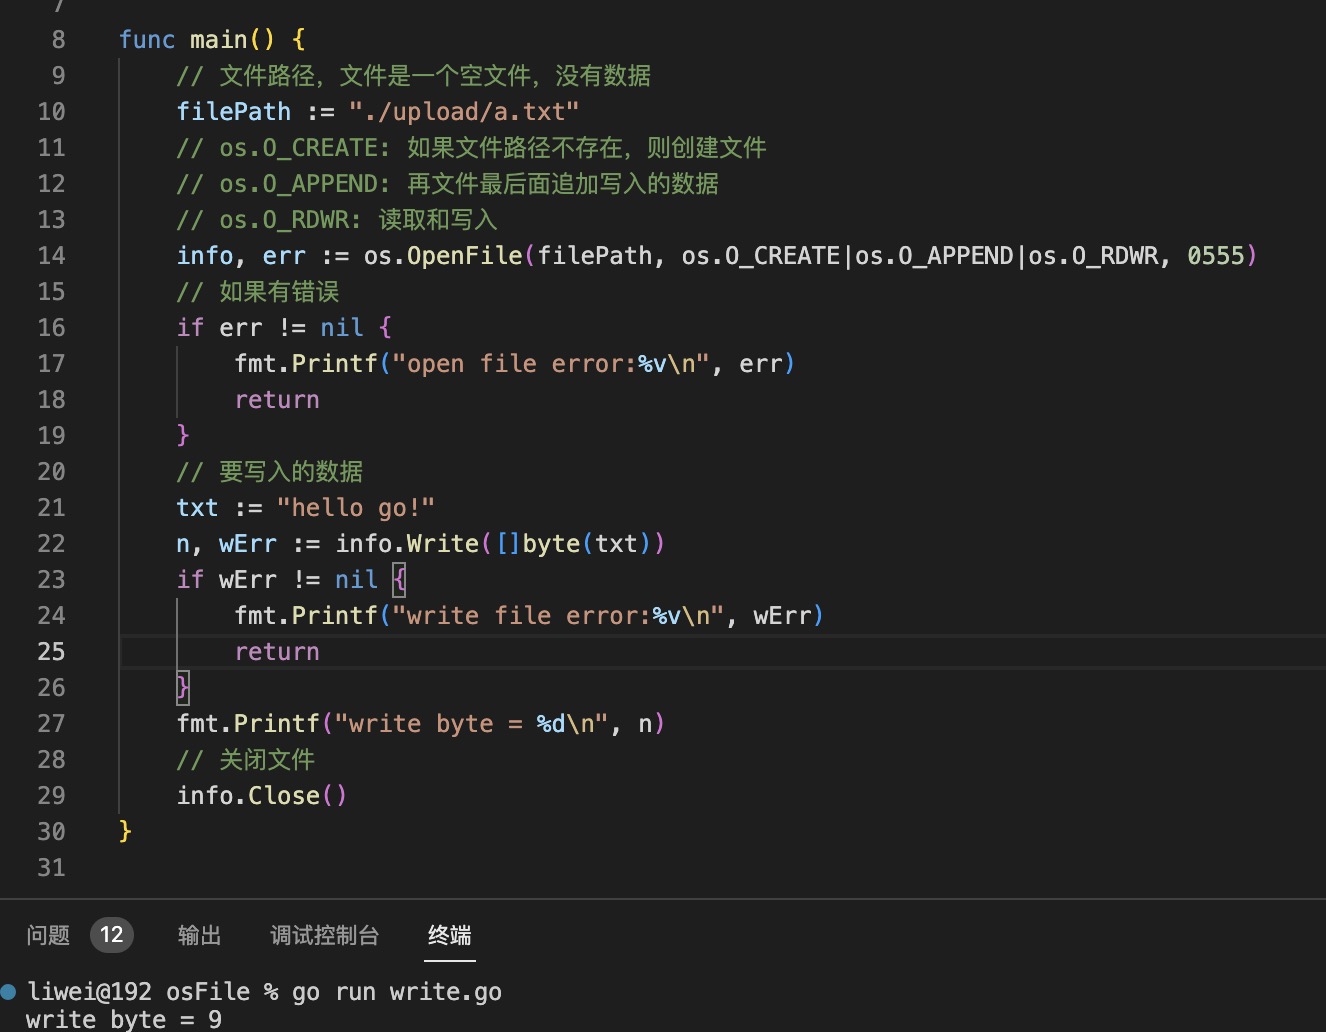 7
8 func main() {
9 // 文件路径，文件是一个空文件，没有数据
10 filePath := "./upload/a.txt"
11 // os.O_CREATE: 如果文件路径不存在，则创建文件
12 // os.O_APPEND: 再文件最后面追加写入的数据
13 // os.O_RDWR: 读取和写入
14 info, err := os.OpenFile(filePath, os.O_CREATE|os.O_APPEND|os.O_RDWR, 0555)
15 // 如果有错误
16 if err != nil {
17 fmt.Printf("open file error:%v\n", err)
18 return
19 }
20 // 要写入的数据
21 txt := "hello go!"
22 n, wErr := info.Write([]byte(txt))
23 if wErr != nil {
24 fmt.Printf("write file error:%v\n", wErr)
25 return
26 }
27 fmt.Printf("write byte = %d\n", n)
28 // 关闭文件
29 info.Close()
30 }
31
问题 12 输出 调试控制台 终端
liwei@192 osFile % go run write.go
write byte = 9